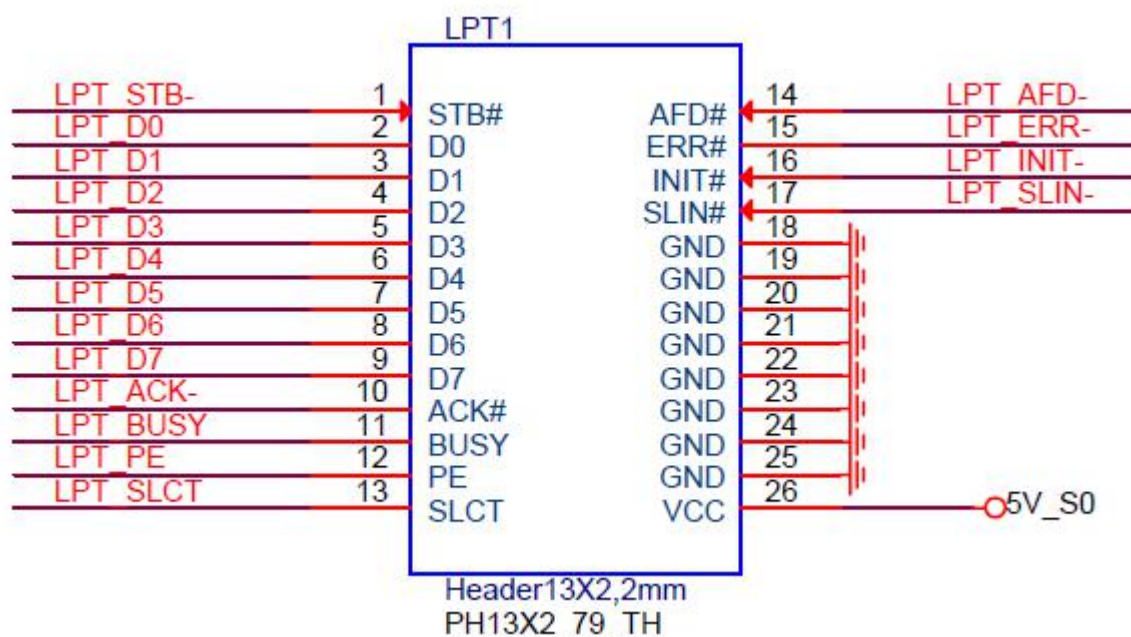 LPT1
LPT_STB- 1 STB# AFD# 14 LPT_AFD-
LPT_D0 2 D0 ERR# 15 LPT_ERR-
LPT_D1 3 D1 INIT# 16 LPT_INIT-
LPT_D2 4 D2 SLIN# 17 LPT_SLIN-
LPT_D3 5 D3 GND 18
LPT_D4 6 D4 GND 19
LPT_D5 7 D5 GND 20
LPT_D6 8 D6 GND 21
LPT_D7 9 D7 GND 22
LPT_ACK- 10 ACK# GND 23
LPT_BUSY 11 BUSY GND 24
LPT_PE 12 PE GND 25
LPT_SLCT 13 SLCT VCC 26 5V_S0
Header13X2,2mm
PH13X2_79_TH